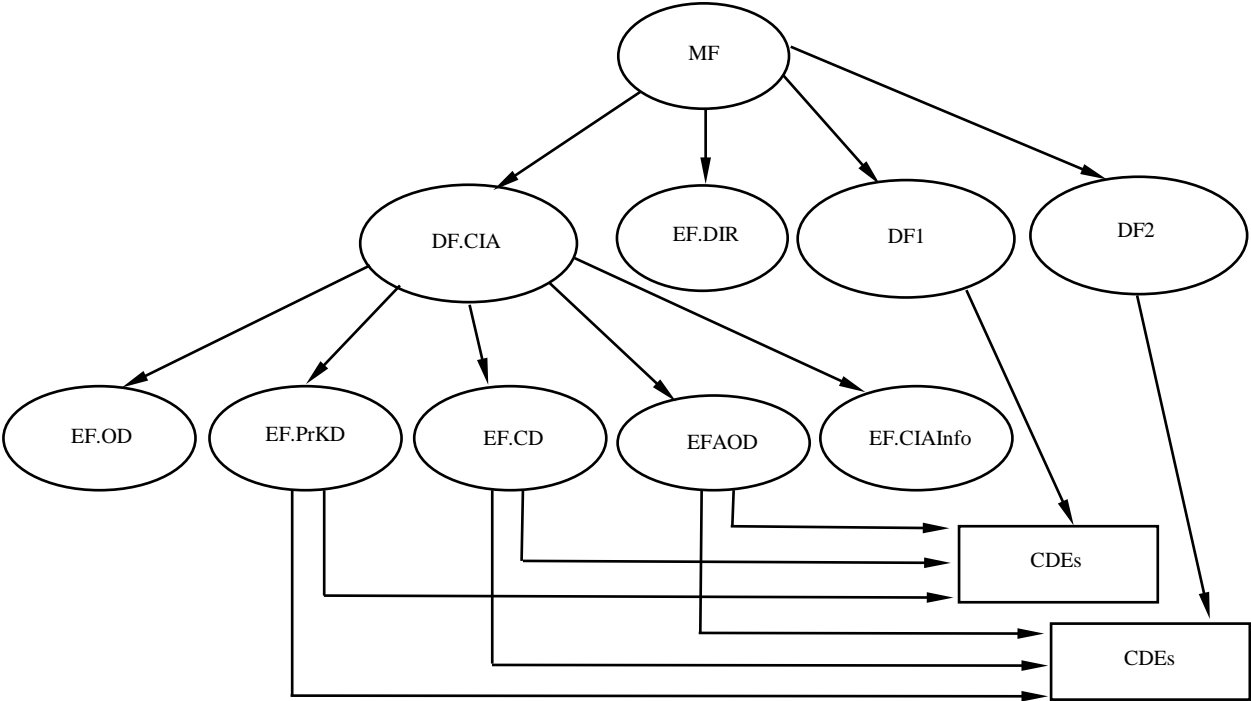 MF
DF.CIA
EF.DIR
DF1
DF2
EF.OD
EF.PrKD
EF.CD
EFAOD
EF.CIAInfo
CDEs
CDEs